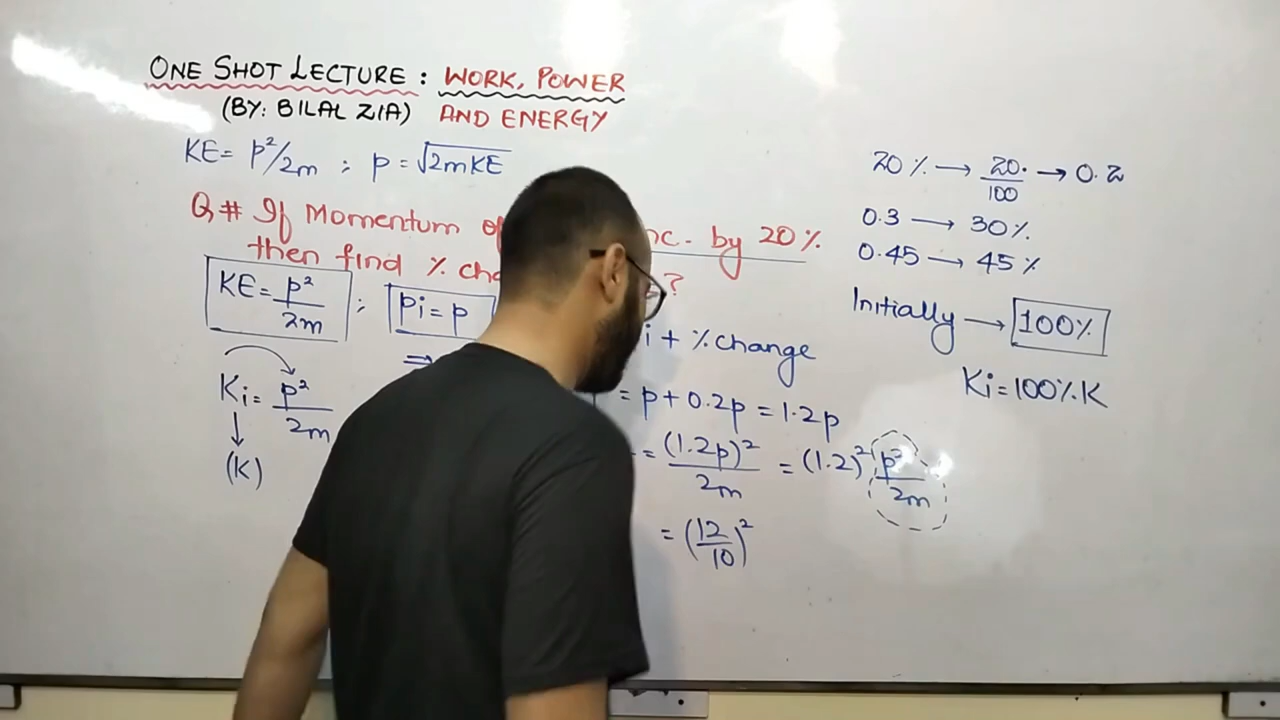 ONE SHOT LECTURE : WORK, POWER
(BY: BILAL ZIA) AND ENERGY
KE = p²/2m ; p = √2mKE
Q# If Momentum nc. by 20%
then find % ?
KE = p²/2m ; pi = p
⇒ i + % change
Ki = p²/2m
= p + 0.2p = 1.2p
(K)
= (1.2p)²/2m = (1.2)² p²/2m
= (12/10)²
20% → 20/100 → 0.2
0.3 → 30%
0.45 → 45%
Initially → 100%
Ki = 100% K